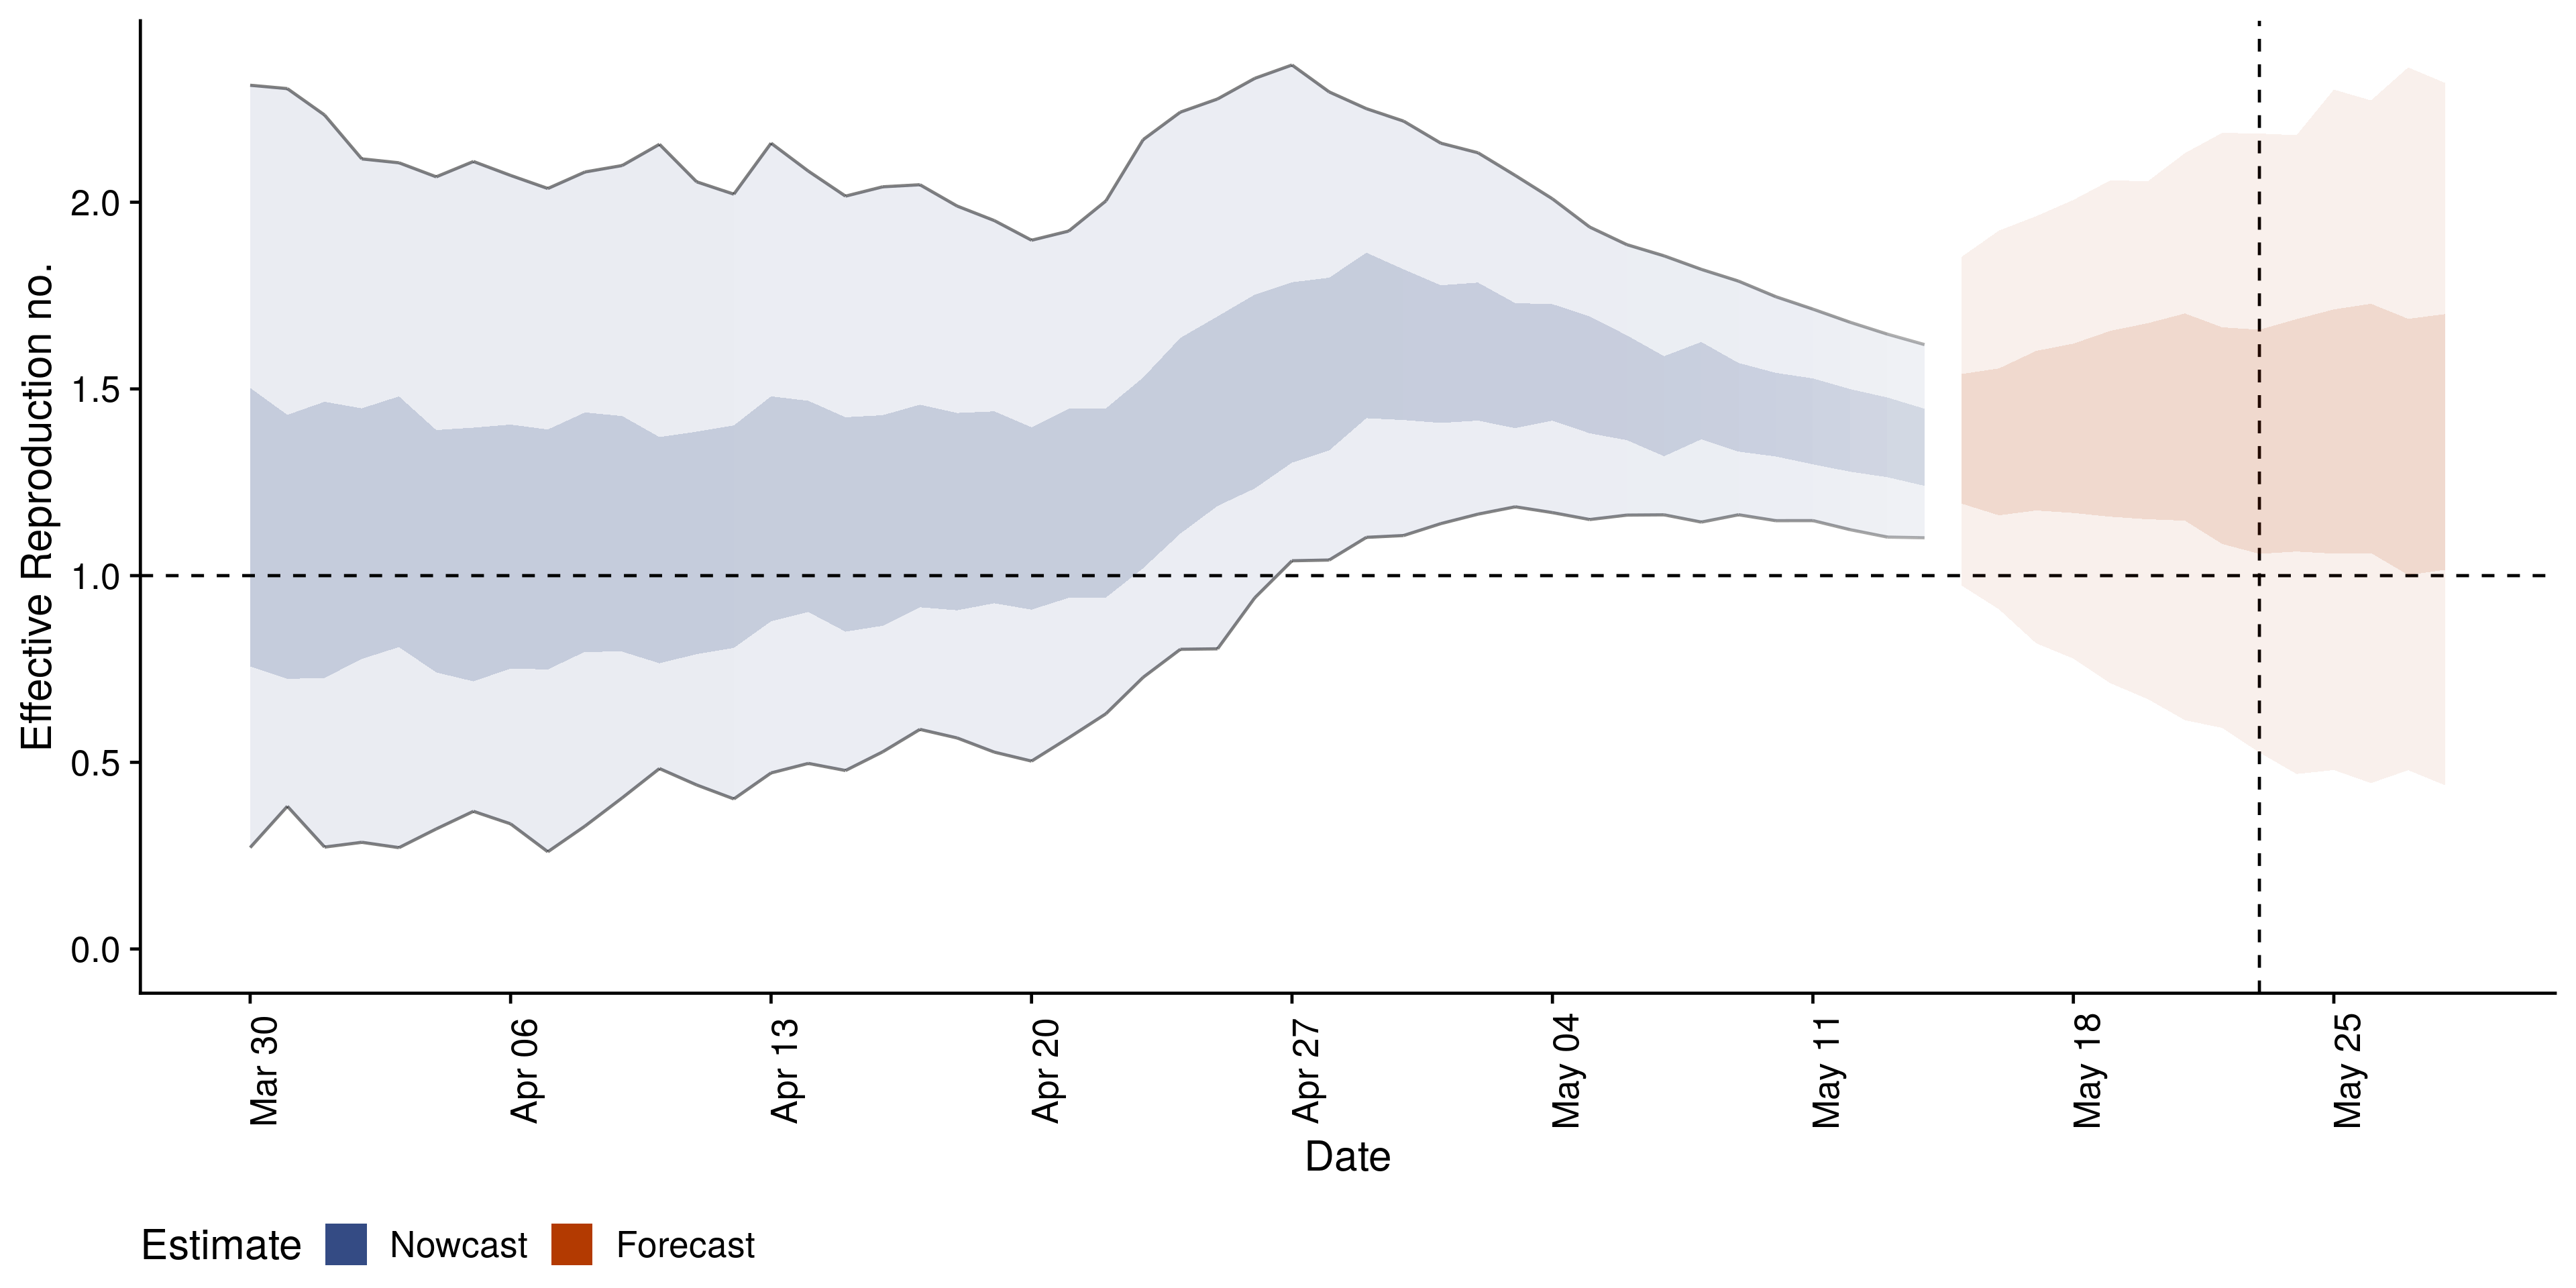 Effective Reproduction no.
2.0
1.5
1.0
0.5
0.0
Mar 30
Apr 06
Apr 13
Apr 20
Apr 27
May 04
May 11
May 18
May 25
Date
Estimate Nowcast Forecast